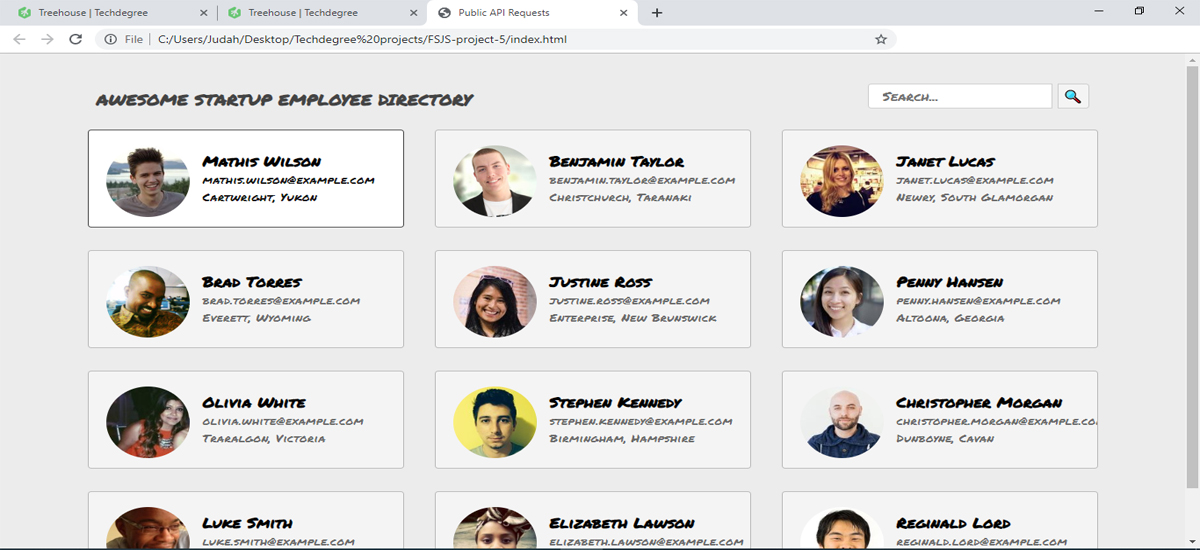 Treehouse | Techdegree
Treehouse | Techdegree
Public API Requests
File | C:/Users/Judah/Desktop/Techdegree%20projects/FSJS-project-5/index.html
AWESOME STARTUP EMPLOYEE DIRECTORY
Search...
Mathis Wilson
mathis.wilson@example.com
Cartwright, Yukon
Benjamin Taylor
benjamin.taylor@example.com
Christchurch, Taranaki
Janet Lucas
janet.lucas@example.com
Newry, South Glamorgan
Brad Torres
brad.torres@example.com
Everett, Wyoming
Justine Ross
justine.ross@example.com
Enterprise, New Brunswick
Penny Hansen
penny.hansen@example.com
Altoona, Georgia
Olivia White
olivia.white@example.com
Traralgon, Victoria
Stephen Kennedy
stephen.kennedy@example.com
Birmingham, Hampshire
Christopher Morgan
christopher.morgan@example.co
Dunboyne, Cavan
Luke Smith
luke.smith@example.com
Elizabeth Lawson
elizabeth.lawson@example.com
Reginald Lord
reginald.lord@example.com